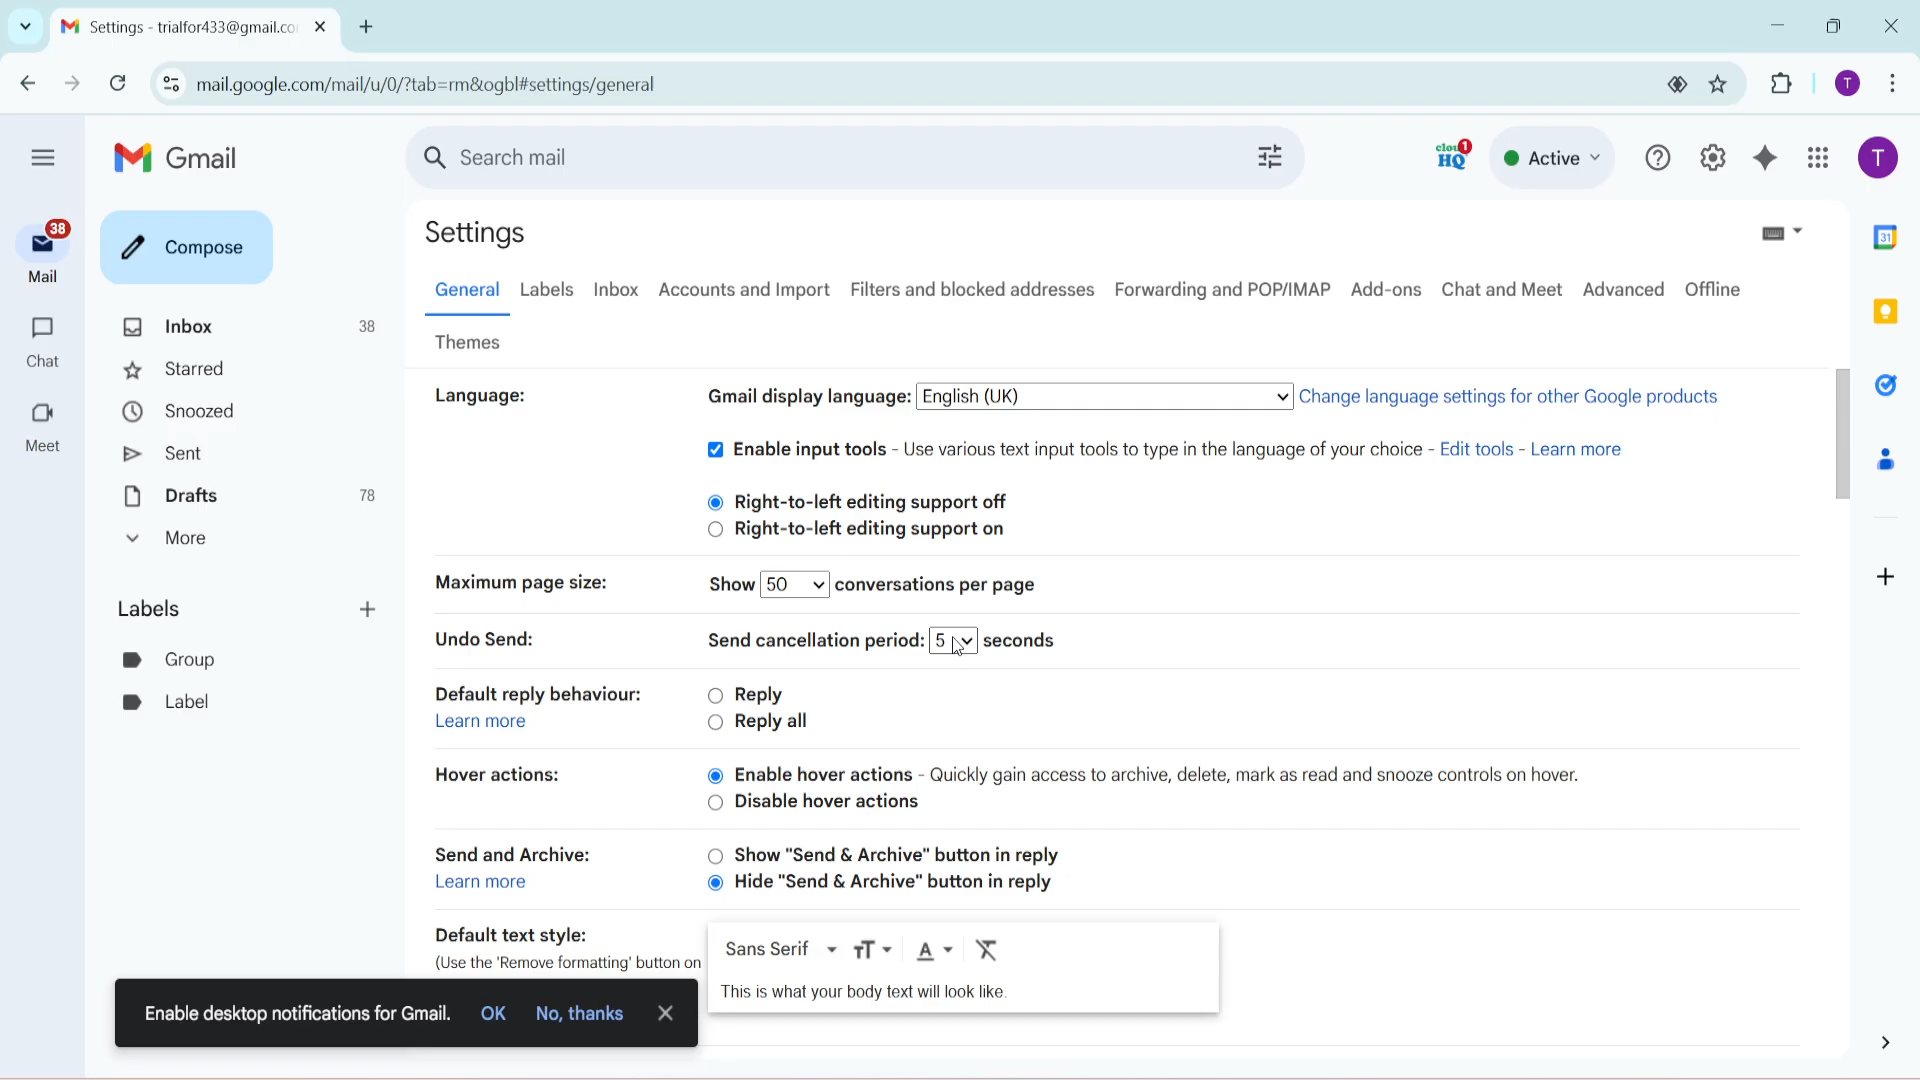 Settings - trialfor433@gmail.co
mail.google.com/mail/u/0/?tab=rm&ogbl#settings/general
T
Gmail
Search mail
cloudHQ 1
Active
T
38
Mail
Chat
Meet
Compose
Inbox 38
Starred
Snoozed
Sent
Drafts 78
More
Labels
Group
Label
Settings
General Labels Inbox Accounts and Import Filters and blocked addresses Forwarding and POP/IMAP Add-ons Chat and Meet Advanced Offline
Themes
Language: Gmail display language: English (UK) Change language settings for other Google products
Enable input tools - Use various text input tools to type in the language of your choice - Edit tools - Learn more
Right-to-left editing support off
Right-to-left editing support on
Maximum page size: Show 50 conversations per page
Undo Send: Send cancellation period: 5 seconds
Default reply behaviour: Reply
Learn more Reply all
Hover actions: Enable hover actions - Quickly gain access to archive, delete, mark as read and snooze controls on hover.
Disable hover actions
Send and Archive: Show "Send & Archive" button in reply
Learn more Hide "Send & Archive" button in reply
Default text style: Sans Serif
(Use the 'Remove formatting' button on
This is what your body text will look like.
Enable desktop notifications for Gmail. OK No, thanks
31